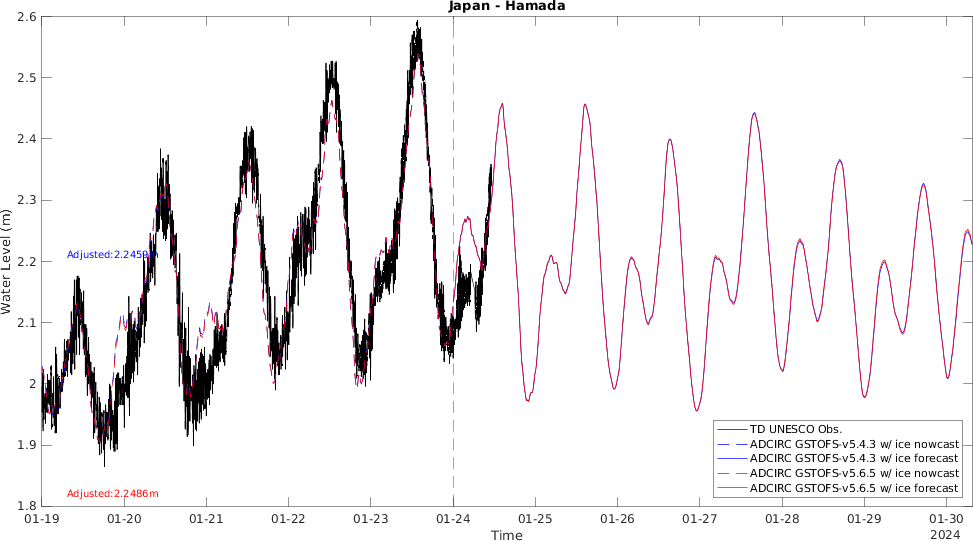 Japan - Hamada
Water Level (m)
2.6
2.5
2.4
2.3
2.2
2.1
2
1.9
1.8
Adjusted:2.2459m
Adjusted:2.2486m
TD UNESCO Obs.
ADCIRC GSTOFS-v5.4.3 w/ ice nowcast
ADCIRC GSTOFS-v5.4.3 w/ ice forecast
ADCIRC GSTOFS-v5.6.5 w/ ice nowcast
ADCIRC GSTOFS-v5.6.5 w/ ice forecast
01-19 01-20 01-21 01-22 01-23 01-24 01-25 01-26 01-27 01-28 01-29 01-30
Time 2024